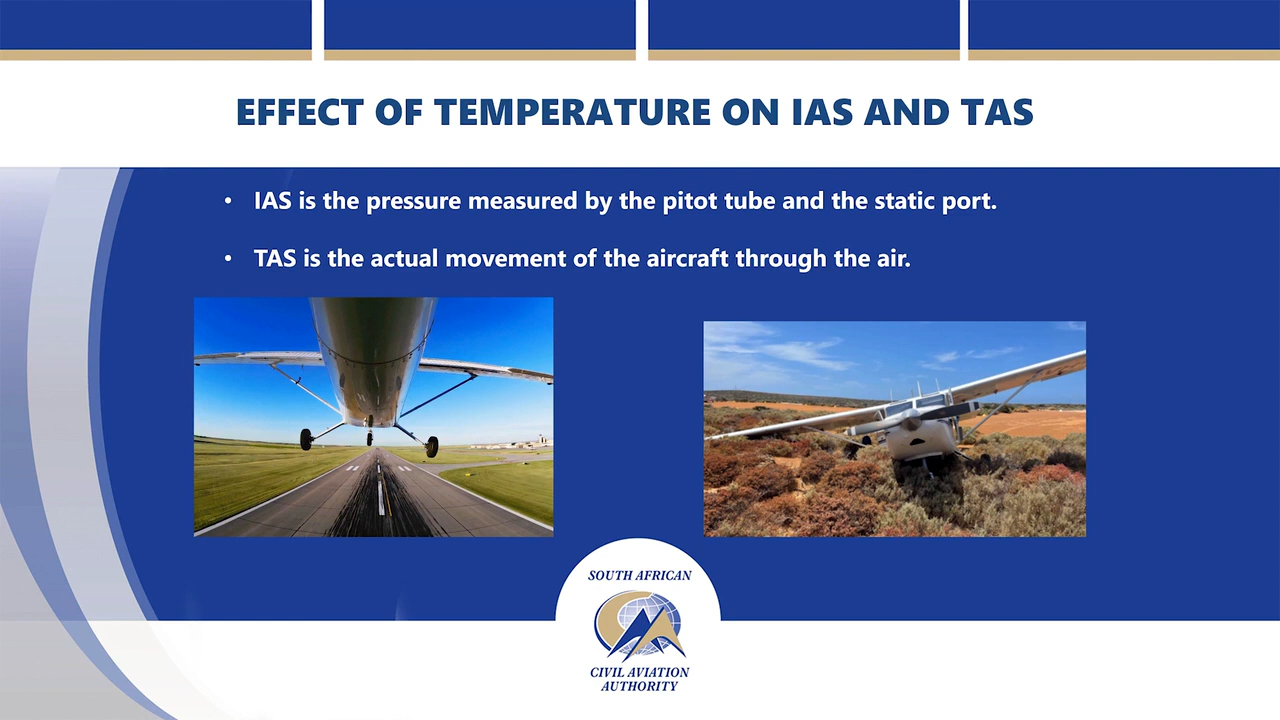 EFFECT OF TEMPERATURE ON IAS AND TAS
• IAS is the pressure measured by the pitot tube and the static port.
• TAS is the actual movement of the aircraft through the air.
SOUTH AFRICAN
CIVIL AVIATION
AUTHORITY